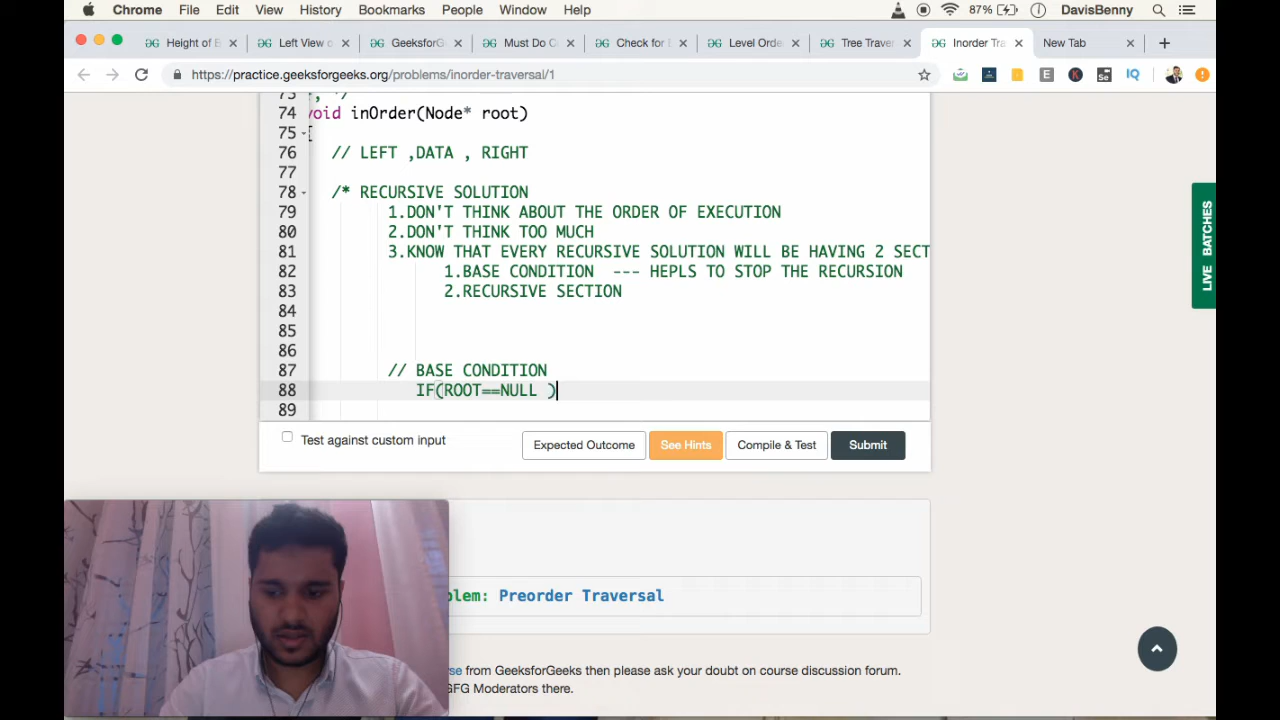 Chrome File Edit View History Bookmarks People Window Help 87% DavisBenny
Height of B Left View o GeeksforG Must Do C Check for B Level Orde Tree Traver Inorder Tra New Tab
https://practice.geeksforgeeks.org/problems/inorder-traversal/1
73 }; */
74 void inOrder(Node* root)
75 {
76 // LEFT ,DATA , RIGHT
77
78 /* RECURSIVE SOLUTION
79 1.DON'T THINK ABOUT THE ORDER OF EXECUTION
80 2.DON'T THINK TOO MUCH
81 3.KNOW THAT EVERY RECURSIVE SOLUTION WILL BE HAVING 2 SECT
82 1.BASE CONDITION --- HEPLS TO STOP THE RECURSION
83 2.RECURSIVE SECTION
84
85
86
87 // BASE CONDITION
88 IF(ROOT==NULL )
89
LIVE BATCHES
Test against custom input Expected Outcome See Hints Compile & Test Submit
blem: Preorder Traversal
se from GeeksforGeeks then please ask your doubt on course discussion forum.
GFG Moderators there.